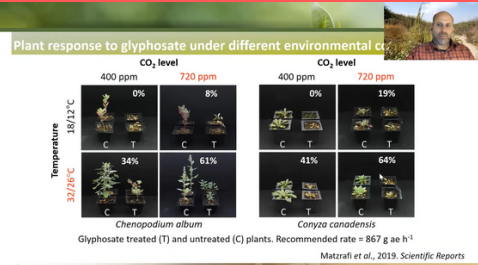 Plant response to glyphosate under different environmental
CO₂ level
CO₂ level
400 ppm 720 ppm 400 ppm 720 ppm
Temperature
18/12°C
0% 8% 0% 19%
C T C T C T C T
32/26°C
34% 61% 41% 64%
C T C T C T C T
Chenopodium album Conyza canadensis
Glyphosate treated (T) and untreated (C) plants. Recommended rate = 867 g ae h⁻¹
Matzrafi et al., 2019. Scientific Reports